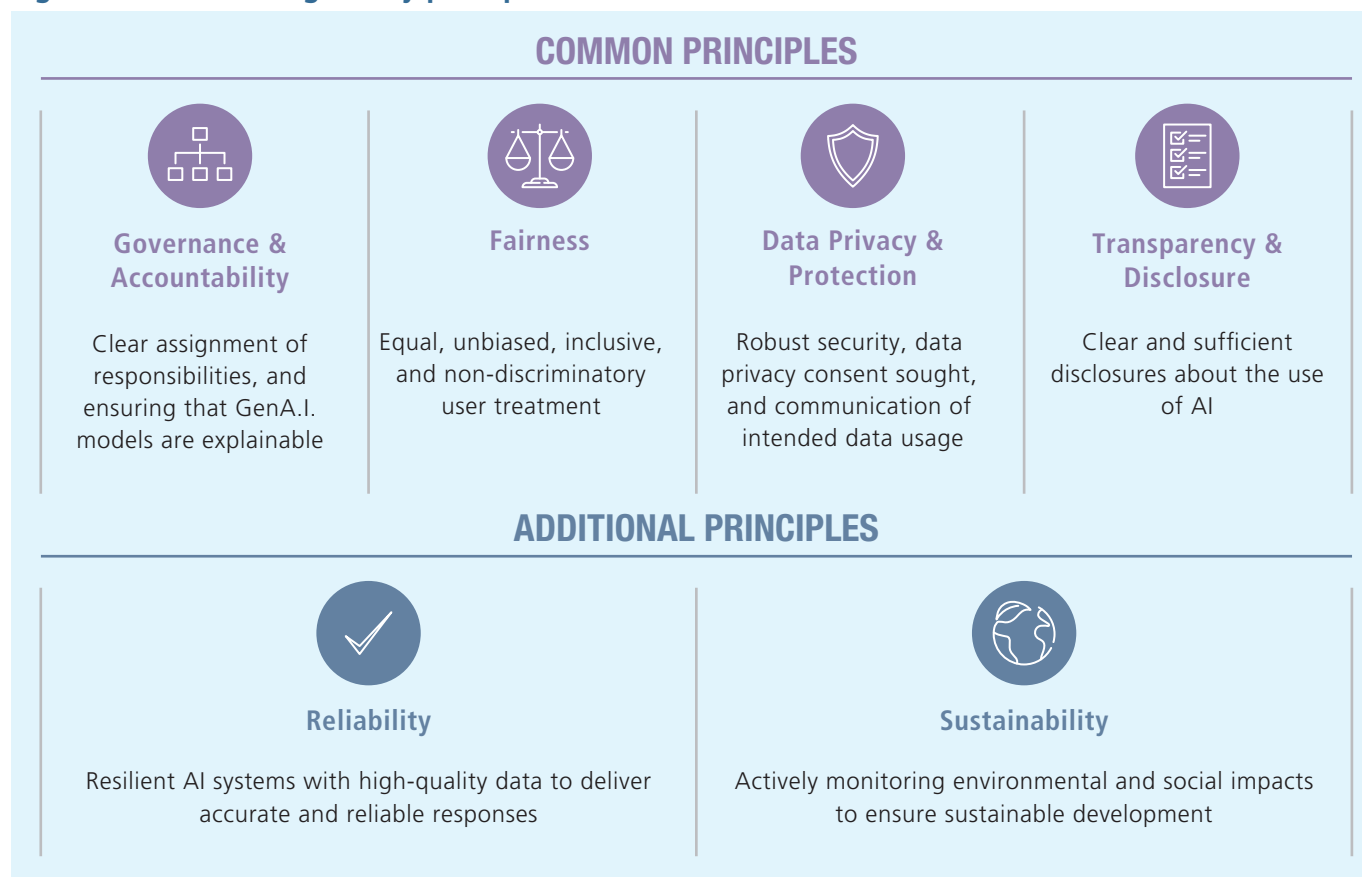 COMMON PRINCIPLES
Governance &
Accountability
Clear assignment of
responsibilities, and
ensuring that GenA.I.
models are explainable
Fairness
Equal, unbiased, inclusive,
and non-discriminatory
user treatment
Data Privacy &
Protection
Robust security, data
privacy consent sought,
and communication of
intended data usage
Transparency &
Disclosure
Clear and sufficient
disclosures about the use
of AI
ADDITIONAL PRINCIPLES
Reliability
Resilient AI systems with high-quality data to deliver
accurate and reliable responses
Sustainability
Actively monitoring environmental and social impacts
to ensure sustainable development